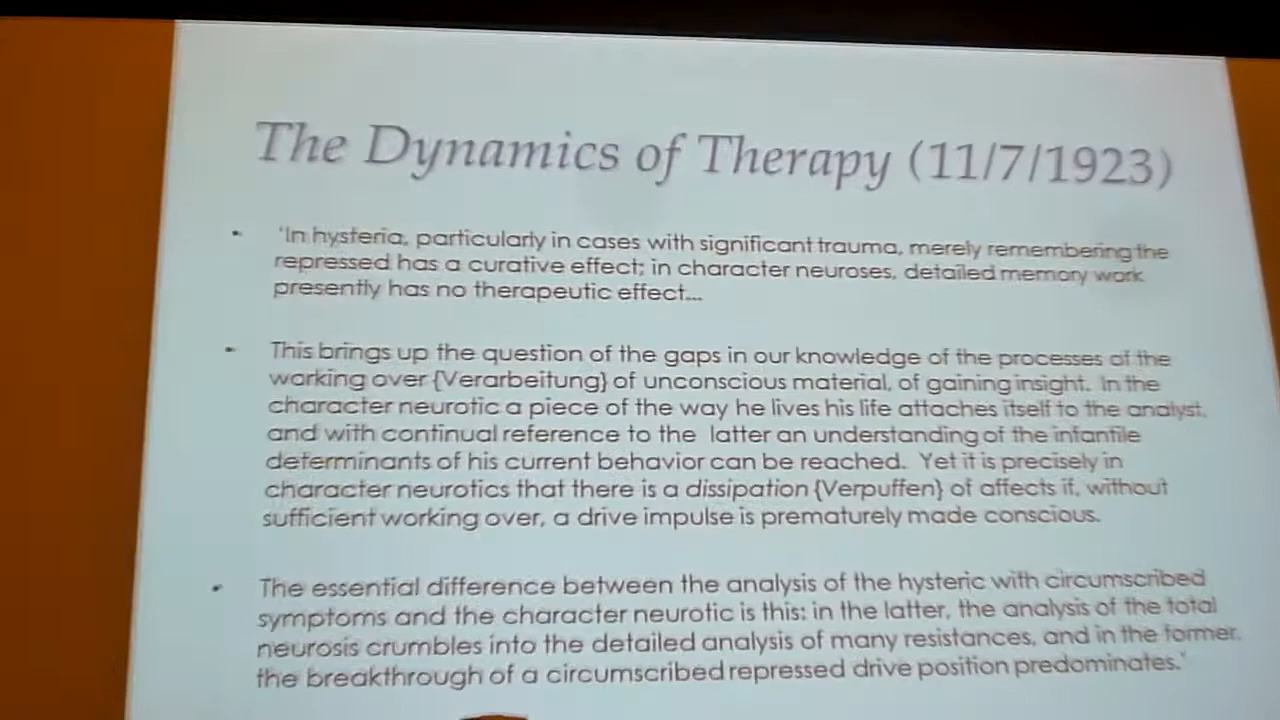 The Dynamics of Therapy (11/7/1923)
• 'In hysteria, particularly in cases with significant trauma, merely remembering the
repressed has a curative effect; in character neuroses, detailed memory work
presently has no therapeutic effect...
• This brings up the question of the gaps in our knowledge of the processes of the
working over {Verarbeitung} of unconscious material, of gaining insight. In the
character neurotic a piece of the way he lives his life attaches itself to the analyst,
and with continual reference to the latter an understanding of the infantile
determinants of his current behavior can be reached. Yet it is precisely in
character neurotics that there is a dissipation {Verpuffen} of affects if, without
sufficient working over, a drive impulse is prematurely made conscious.
• The essential difference between the analysis of the hysteric with circumscribed
symptoms and the character neurotic is this: in the latter, the analysis of the total
neurosis crumbles into the detailed analysis of many resistances, and in the former,
the breakthrough of a circumscribed repressed drive position predominates.'